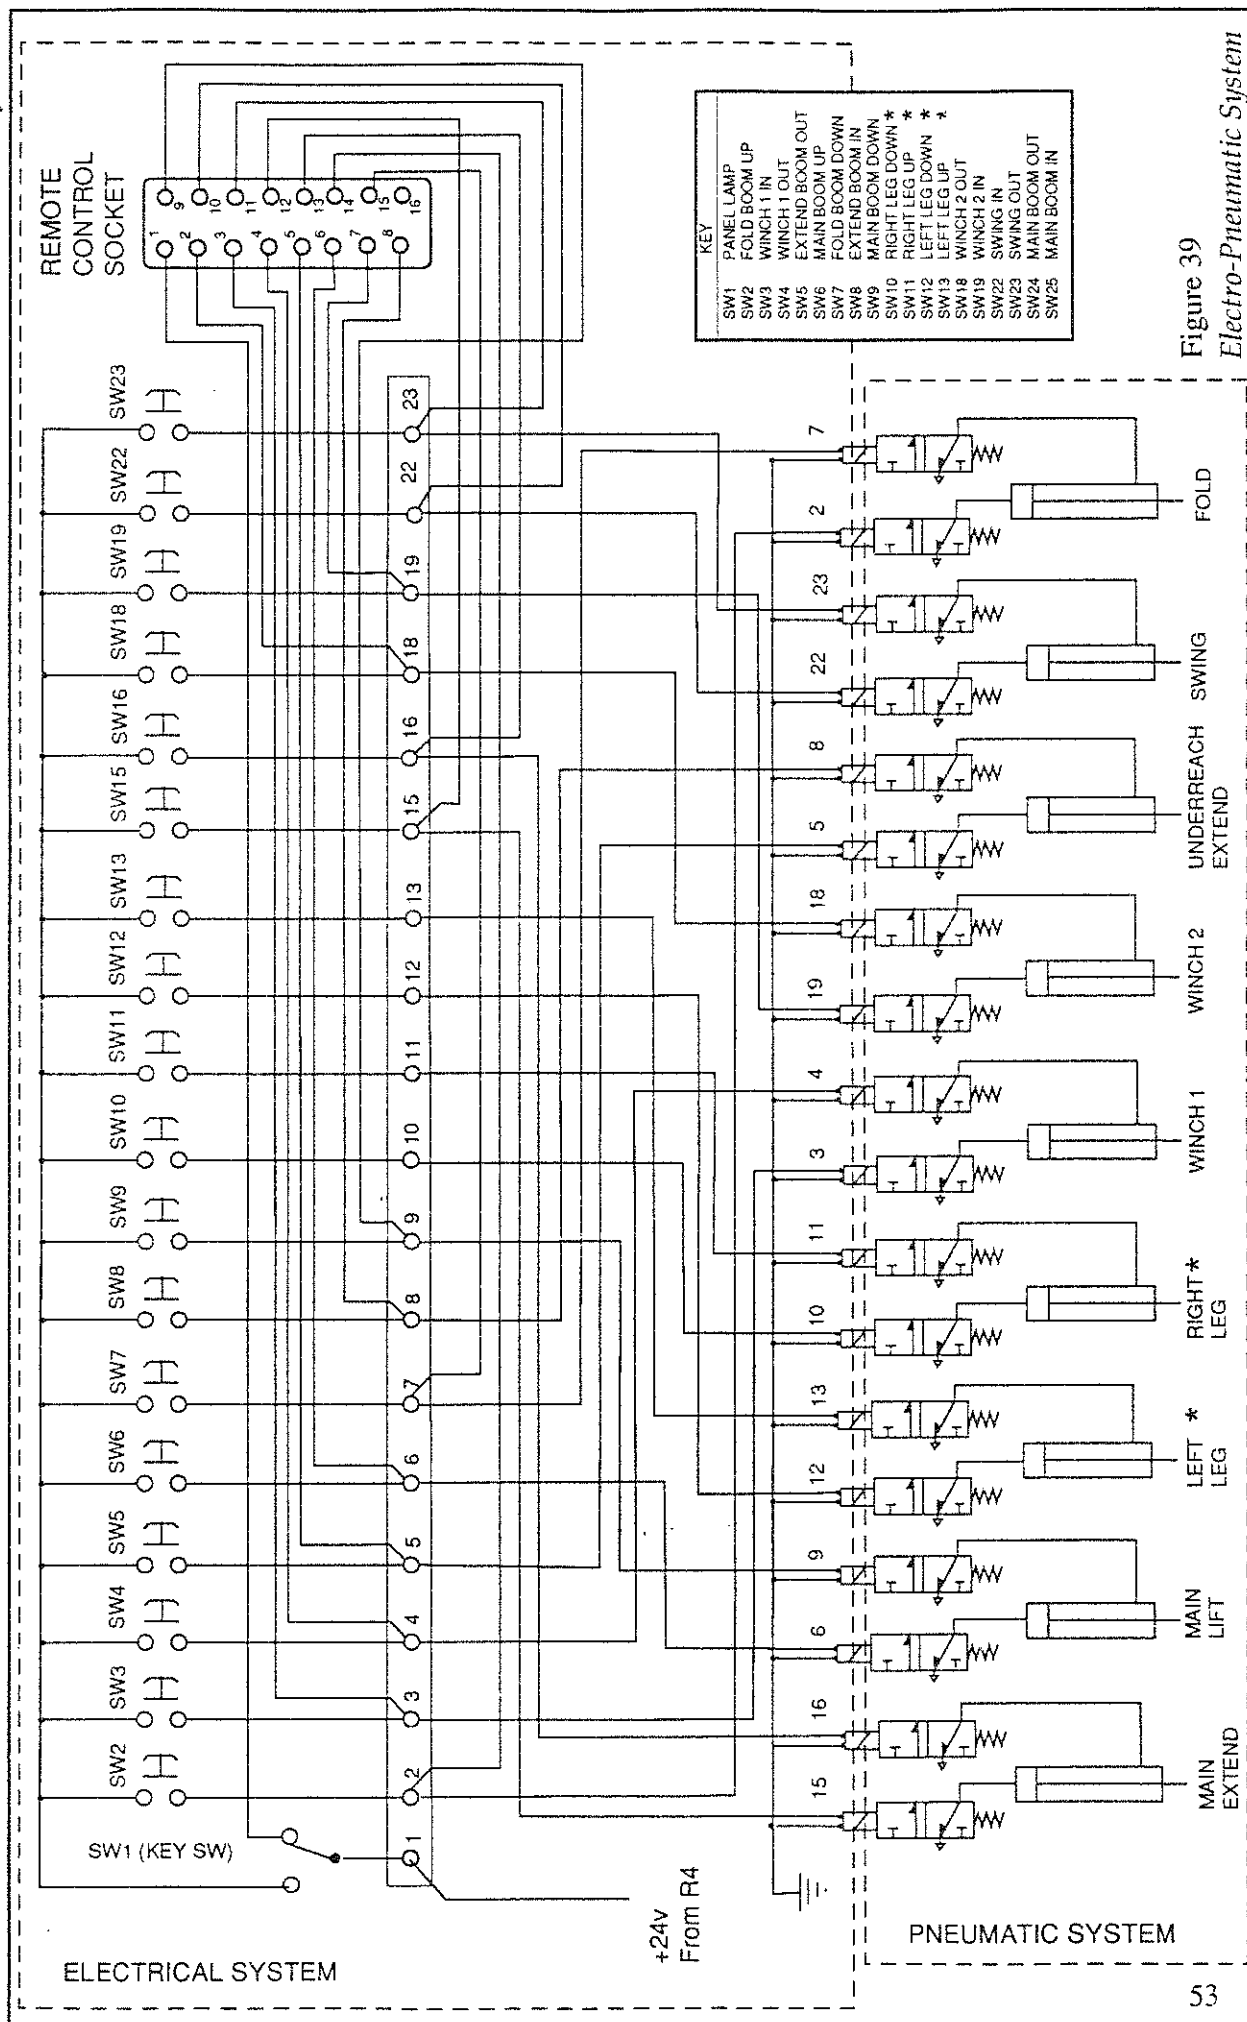 ELECTRICAL SYSTEM
REMOTE
CONTROL
SOCKET
1
2
3
4
5
6
7
8
9
10
11
12
13
14
15
16
SW1 (KEY SW)
SW2
SW3
SW4
SW5
SW6
SW7
SW8
SW9
SW10
SW11
SW12
SW13
SW15
SW16
SW18
SW19
SW22
SW23
1
2
3
4
5
6
7
8
9
10
11
12
13
15
16
18
19
22
23
+24v
From R4
KEY
SW1 PANEL LAMP
SW2 FOLD BOOM UP
SW3 WINCH 1 IN
SW4 WINCH 1 OUT
SW5 EXTEND BOOM OUT
SW6 MAIN BOOM UP
SW7 FOLD BOOM DOWN
SW8 EXTEND BOOM IN
SW9 MAIN BOOM DOWN
SW10 RIGHT LEG DOWN *
SW11 RIGHT LEG UP *
SW12 LEFT LEG DOWN *
SW13 LEFT LEG UP *
SW18 WINCH 2 OUT
SW19 WINCH 2 IN
SW22 SWING IN
SW23 SWING OUT
SW24 MAIN BOOM OUT
SW25 MAIN BOOM IN
15
16
6
9
12
13
10
11
3
4
19
18
5
8
22
23
2
7
PNEUMATIC SYSTEM
MAIN
EXTEND
MAIN
LIFT
LEFT *
LEG
RIGHT *
LEG
WINCH 1
WINCH 2
UNDERREACH
EXTEND
SWING
FOLD
Figure 39
Electro-Pneumatic System
53